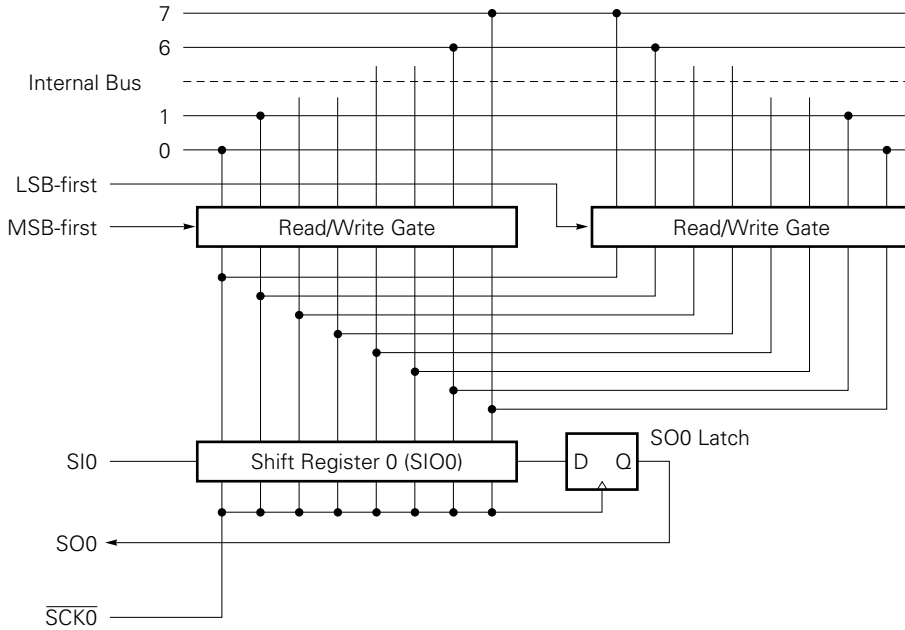 7
6
Internal Bus
1
0
LSB-first
MSB-first
Read/Write Gate
Read/Write Gate
SO0 Latch
SI0
Shift Register 0 (SIO0)
D
Q
SO0
SCK0